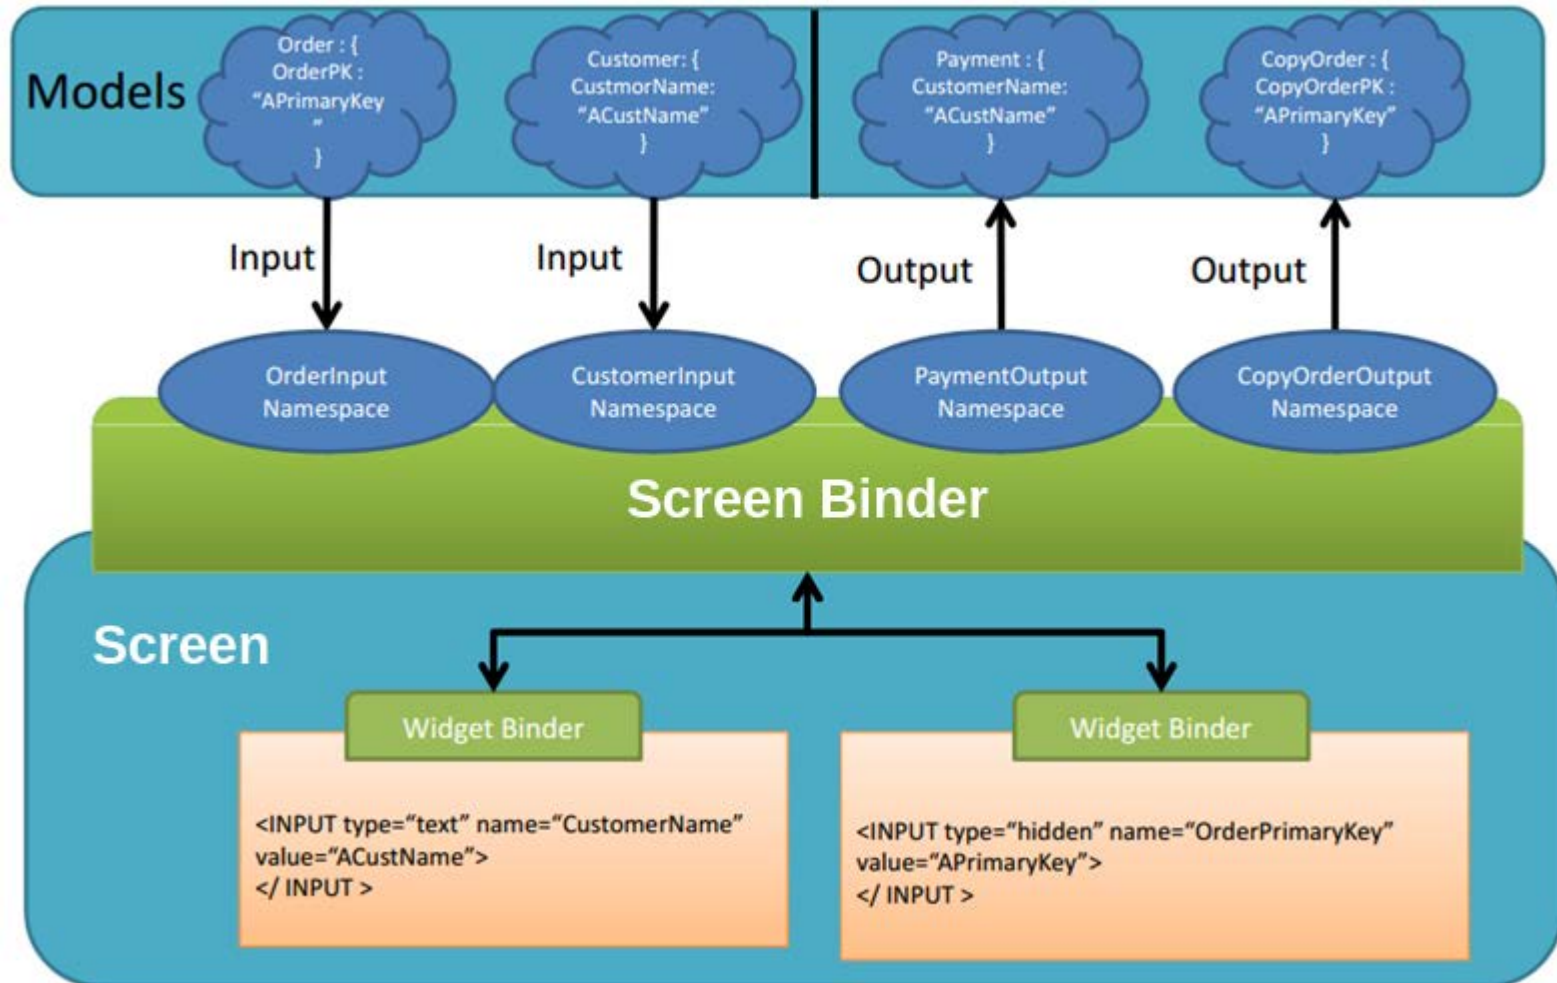 Models
Order : {
OrderPK :
“APrimaryKey
”
}
Customer: {
CustmorName:
“ACustName”
}
Payment : {
CustomerName:
“ACustName”
}
CopyOrder : {
CopyOrderPK :
“APrimaryKey”
}
Input
Input
Output
Output
OrderInput
Namespace
CustomerInput
Namespace
PaymentOutput
Namespace
CopyOrderOutput
Namespace
Screen Binder
Screen
Widget Binder
<INPUT type=“text” name=“CustomerName”
value=“ACustName”>
</ INPUT >
Widget Binder
<INPUT type=“hidden” name=“OrderPrimaryKey”
value=“APrimaryKey”>
</ INPUT >